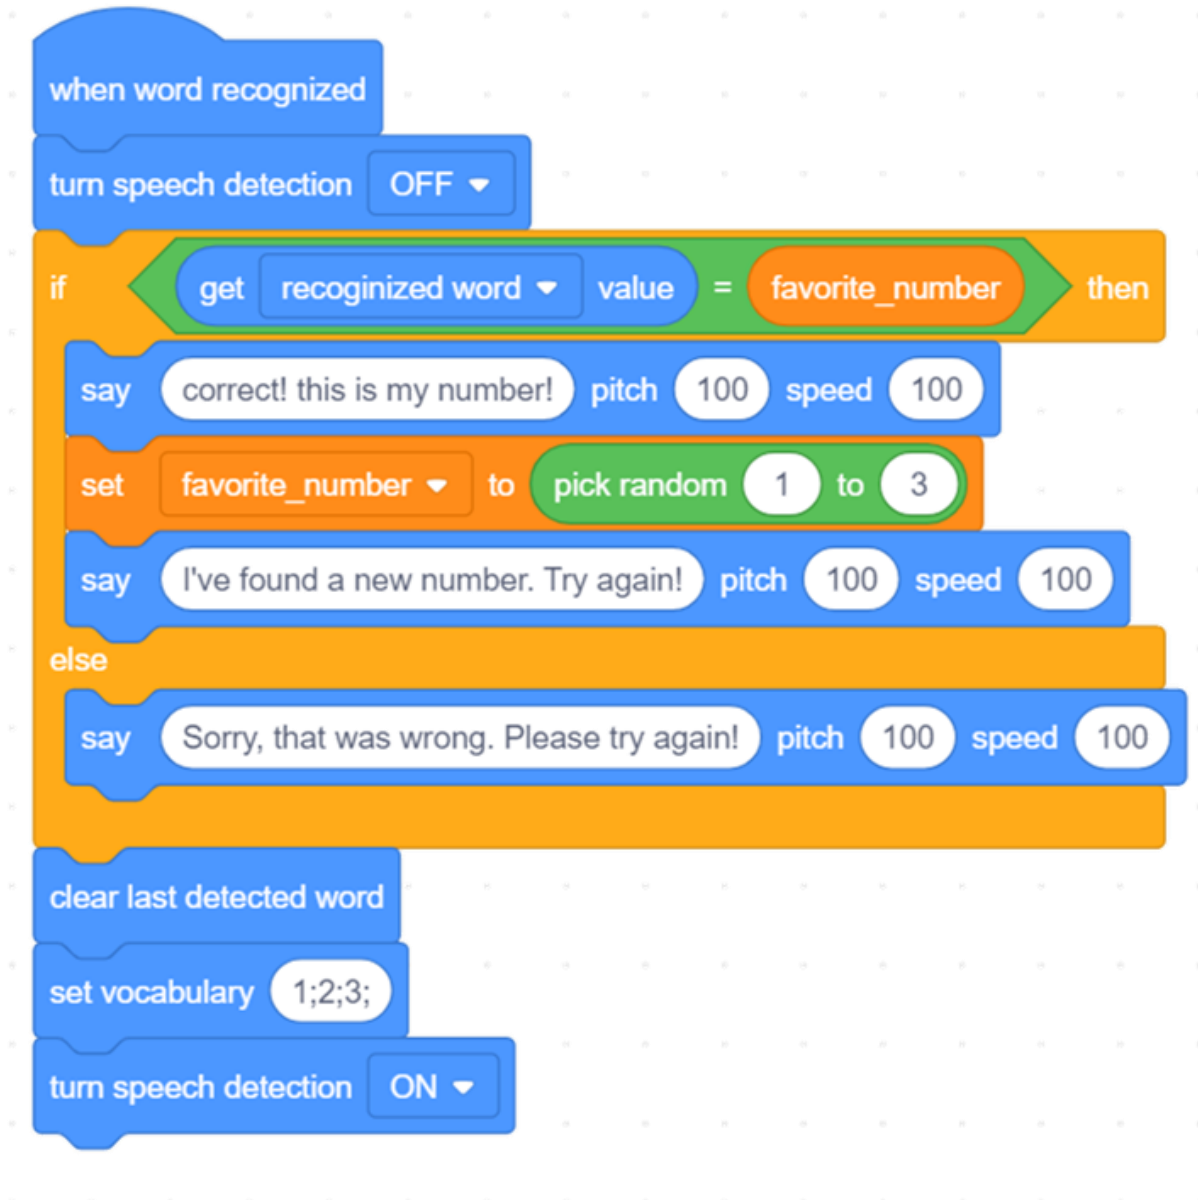 when word recognized
turn speech detection OFF
if get recoginized word value = favorite_number then
say correct! this is my number! pitch 100 speed 100
set favorite_number to pick random 1 to 3
say I've found a new number. Try again! pitch 100 speed 100
else
say Sorry, that was wrong. Please try again! pitch 100 speed 100
clear last detected word
set vocabulary 1;2;3;
turn speech detection ON